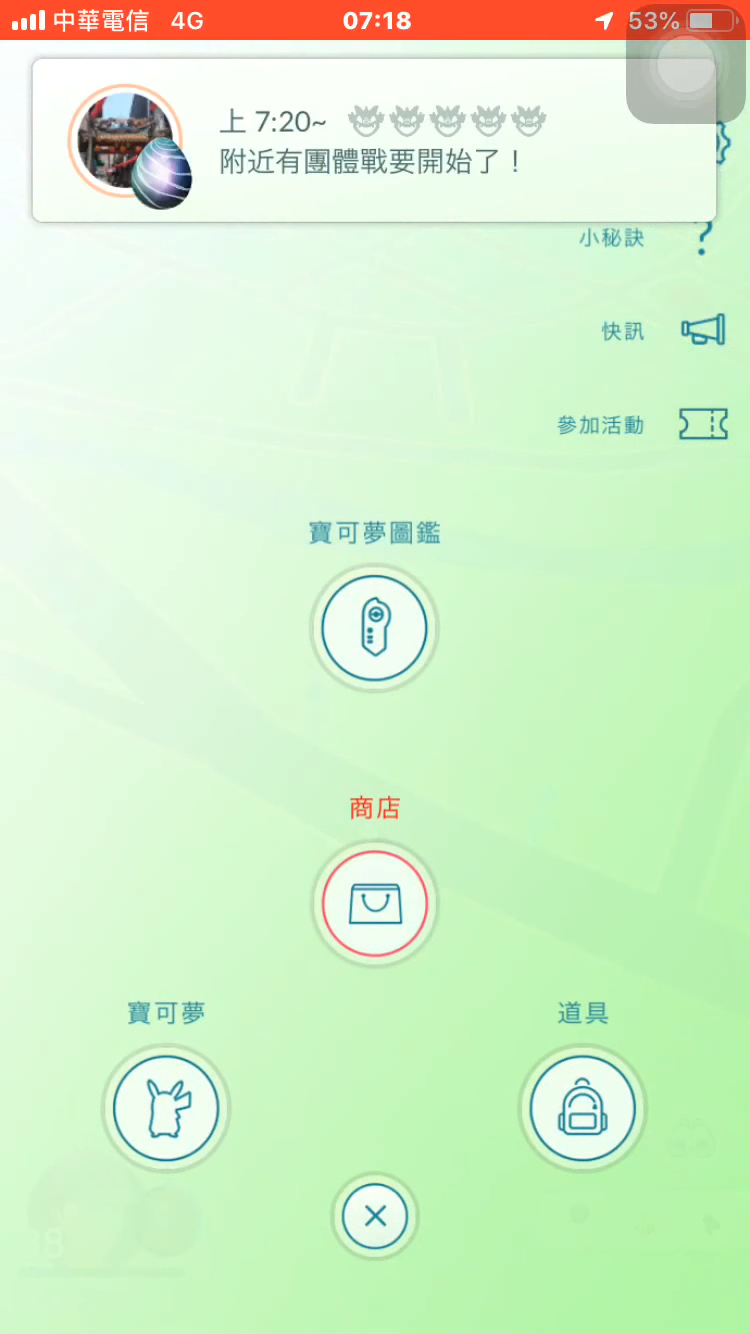 中華電信 4G 07:18 53%
上 7:20~
附近有團體戰要開始了！
小秘訣
快訊
參加活動
寶可夢圖鑑
商店
寶可夢
道具